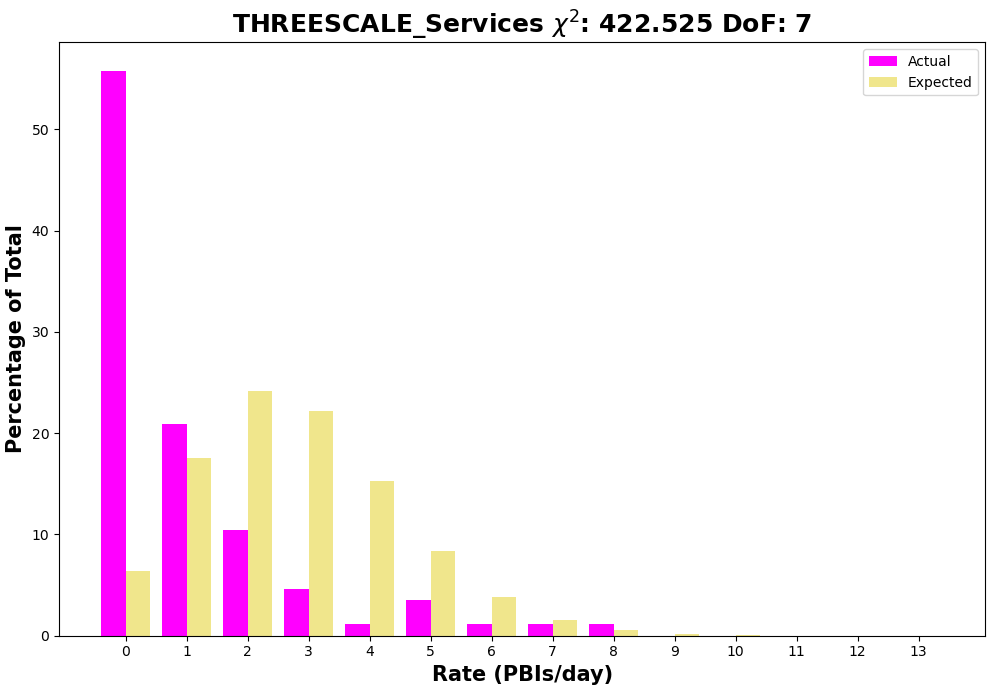 THREESCALE_Services χ²: 422.525 DoF: 7
Actual
Expected
Percentage of Total
50
40
30
20
10
0
0 1 2 3 4 5 6 7 8 9 10 11 12 13
Rate (PBIs/day)